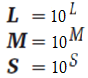 L = 10^L
M = 10^M
S = 10^S